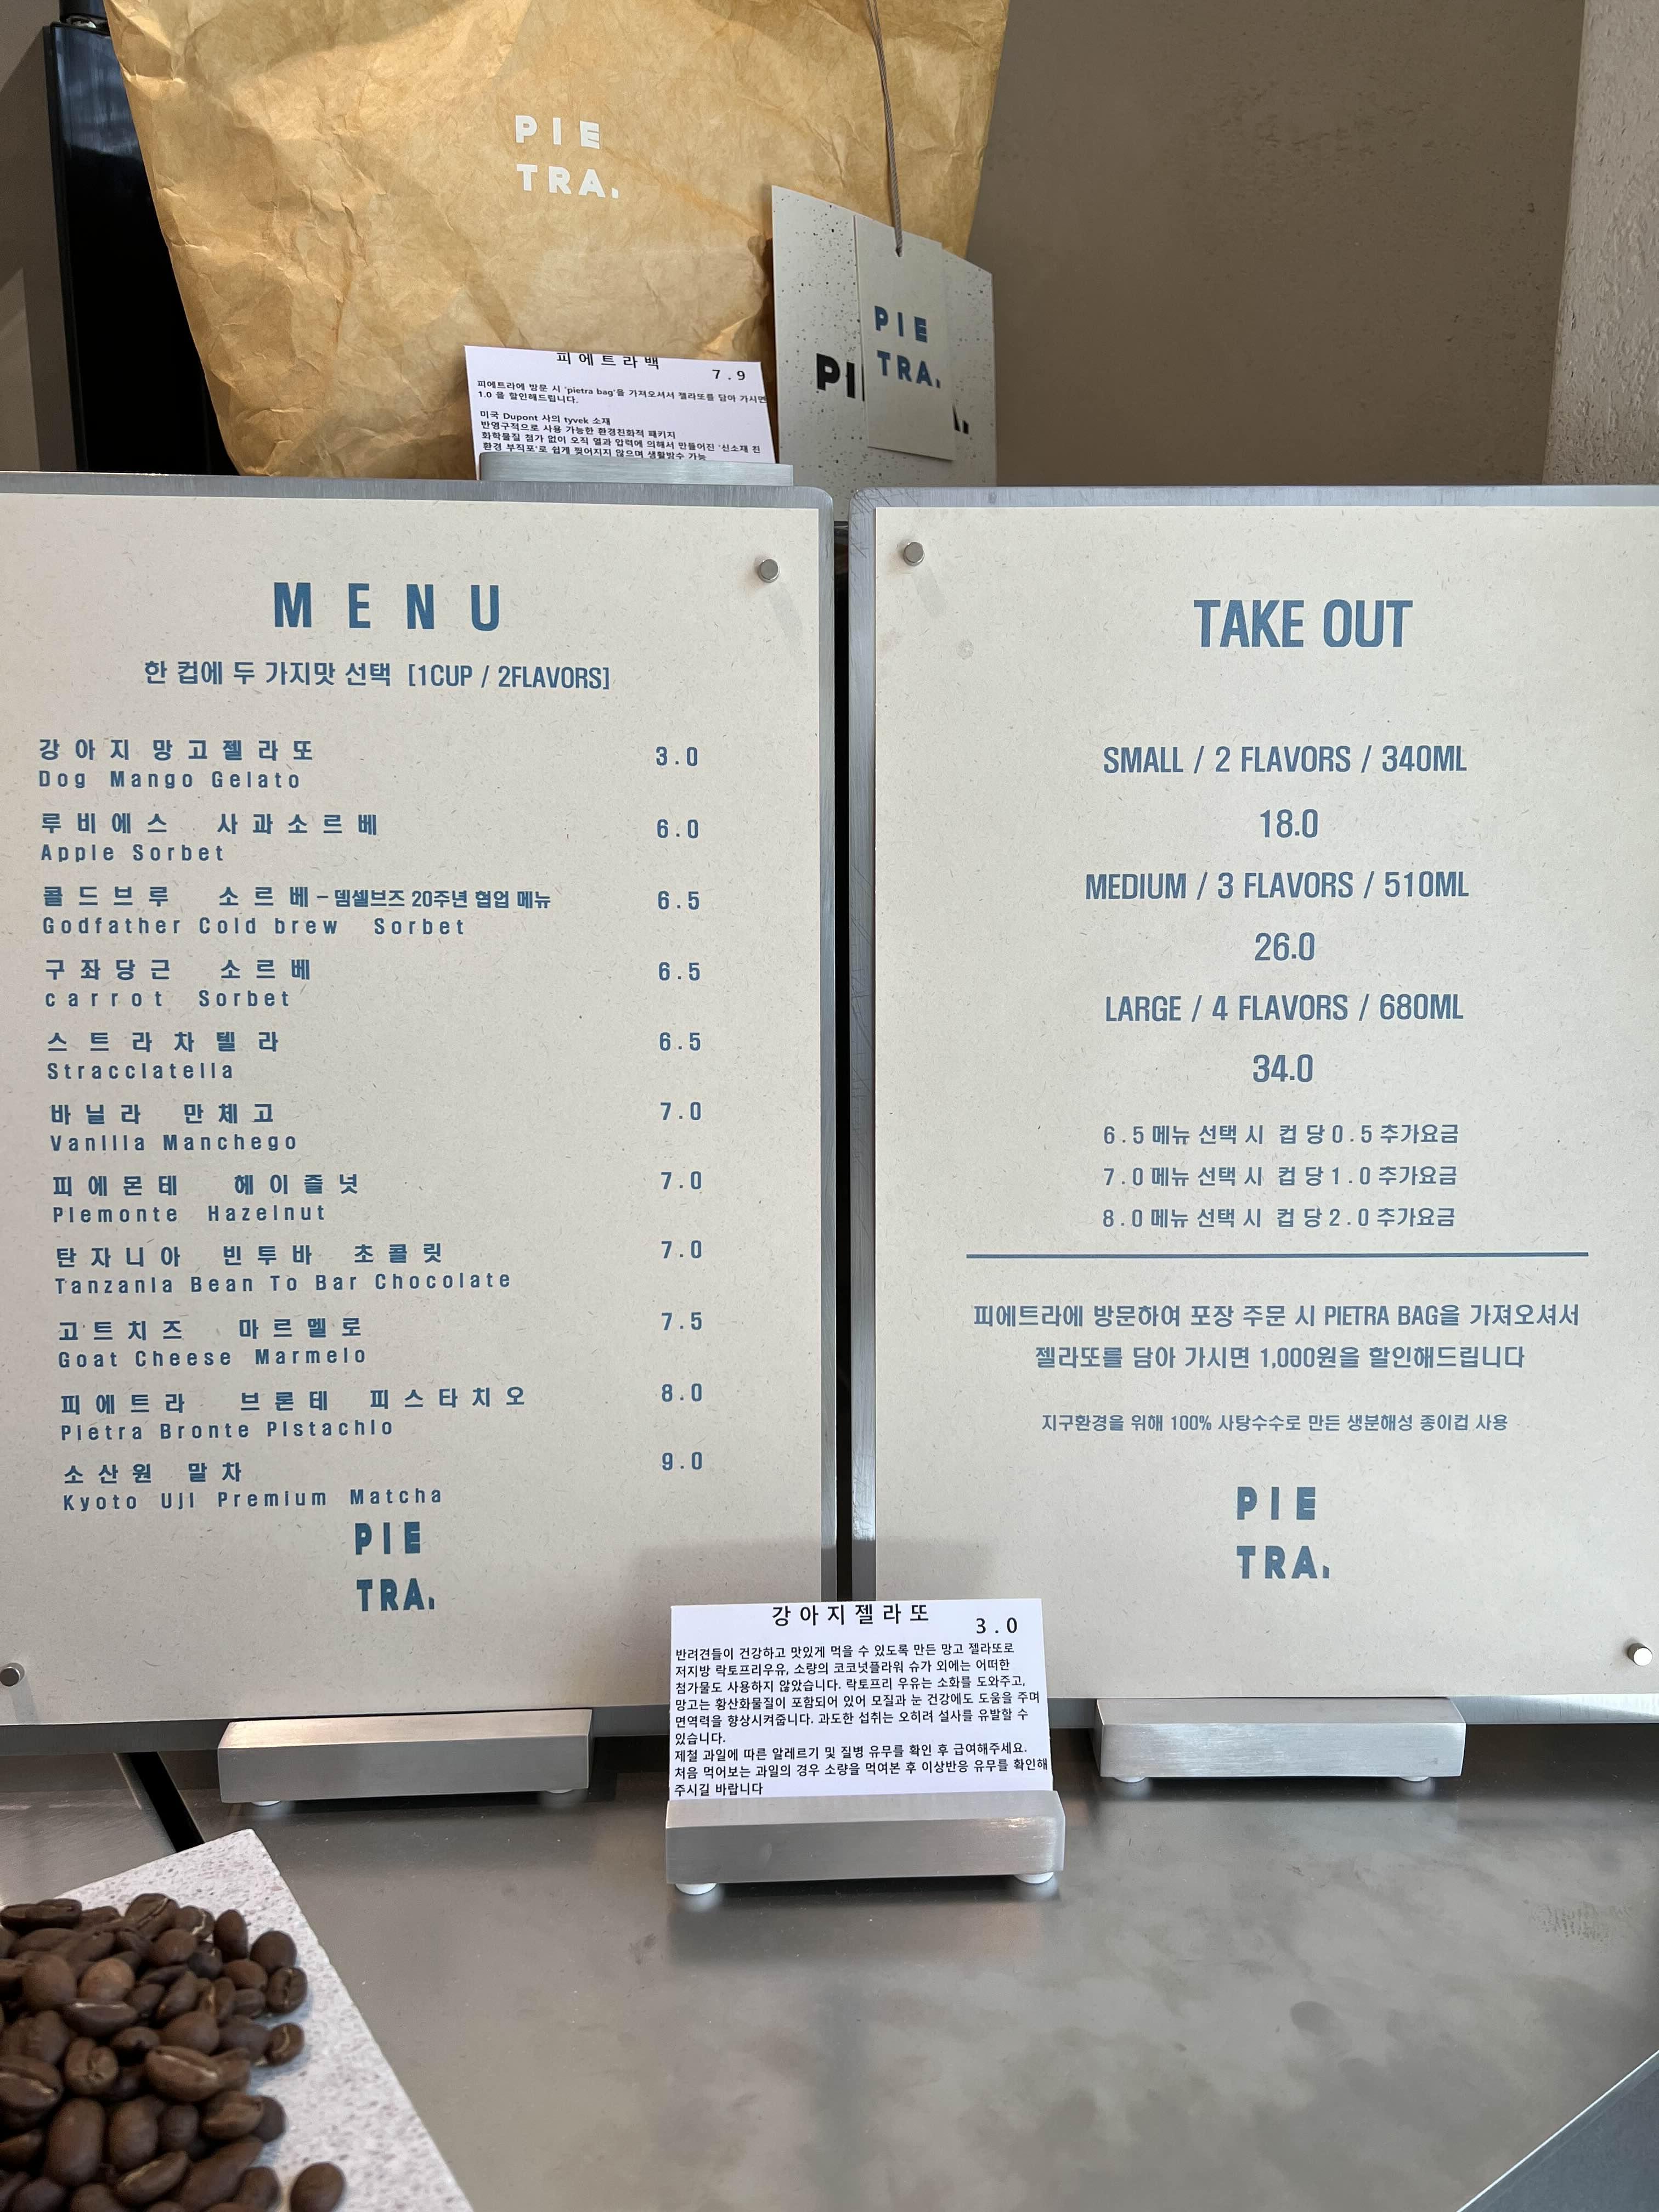 PIE
TRA.
PIE
TRA.
피에트라백
7.9
피에트라에 방문 시 'pietra bag'을 가져오셔서 젤라또를 담아 가시면
1.0 을 할인해드립니다.
미국 Dupont 사의 tyvek 소재
반영구적으로 사용 가능한 환경친화적 패키지
화학물질 첨가 없이 오직 열과 압력에 의해서 만들어진 '신소재 친
환경 부직포'로 쉽게 찢어지지 않으며 생활방수 가능
MENU
한 컵에 두 가지맛 선택 [1CUP / 2FLAVORS]
강아지 망고젤라또 3.0
Dog Mango Gelato
루비에스 사과소르베 6.0
Apple Sorbet
콜드브루 소르베 – 뎀셀브즈 20주년 협업 메뉴 6.5
Godfather Cold brew Sorbet
구좌당근 소르베 6.5
carrot Sorbet
스트라차텔라 6.5
Stracciatella
바닐라 만체고 7.0
Vanilla Manchego
피에몬테 헤이즐넛 7.0
Piemonte Hazelnut
탄자니아 빈투바 초콜릿 7.0
Tanzania Bean To Bar Chocolate
고트치즈 마르멜로 7.5
Goat Cheese Marmelo
피에트라 브론테 피스타치오 8.0
Pietra Bronte Pistachio
소산원 말차 9.0
Kyoto Uji Premium Matcha
PIE
TRA.
TAKE OUT
SMALL / 2 FLAVORS / 340ML
18.0
MEDIUM / 3 FLAVORS / 510ML
26.0
LARGE / 4 FLAVORS / 680ML
34.0
6.5 메뉴 선택 시 컵 당 0.5 추가요금
7.0 메뉴 선택 시 컵 당 1.0 추가요금
8.0 메뉴 선택 시 컵 당 2.0 추가요금
피에트라에 방문하여 포장 주문 시 PIETRA BAG을 가져오셔서
젤라또를 담아 가시면 1,000원을 할인해드립니다
지구환경을 위해 100% 사탕수수로 만든 생분해성 종이컵 사용
PIE
TRA.
강아지젤라또
3.0
반려견들이 건강하고 맛있게 먹을 수 있도록 만든 망고 젤라또로
저지방 락토프리우유, 소량의 코코넛플라워 슈가 외에는 어떠한
첨가물도 사용하지 않았습니다. 락토프리 우유는 소화를 도와주고,
망고는 황산화물질이 포함되어 있어 모질과 눈 건강에도 도움을 주며
면역력을 향상시켜줍니다. 과도한 섭취는 오히려 설사를 유발할 수
있습니다.
제철 과일에 따른 알레르기 및 질병 유무를 확인 후 급여해주세요.
처음 먹어보는 과일의 경우 소량을 먹여본 후 이상반응 유무를 확인해
주시길 바랍니다